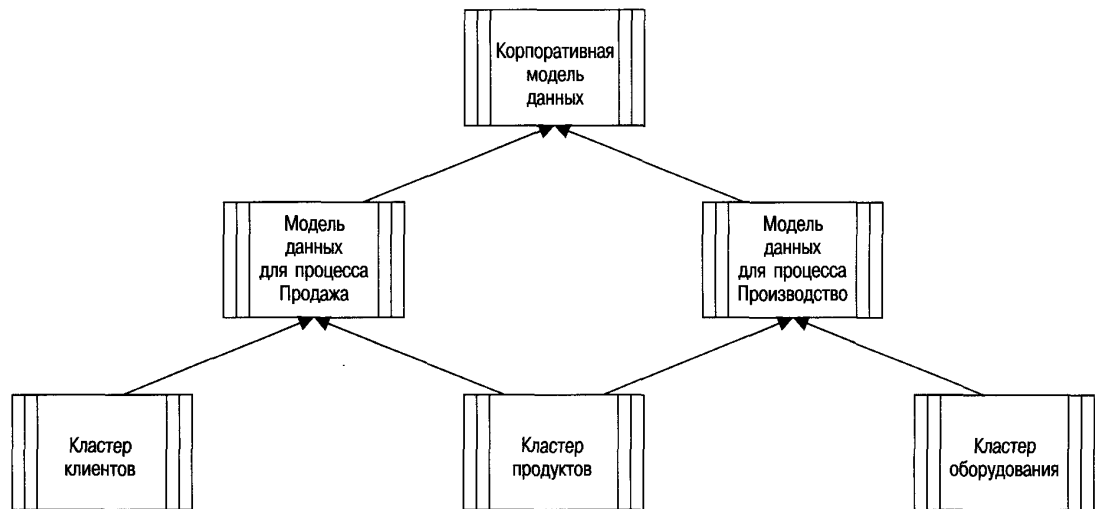 Корпоративная
модель
данных
Модель
данных
для процесса
Продажа
Модель
данных
для процесса
Производство
Кластер
клиентов
Кластер
продуктов
Кластер
оборудования